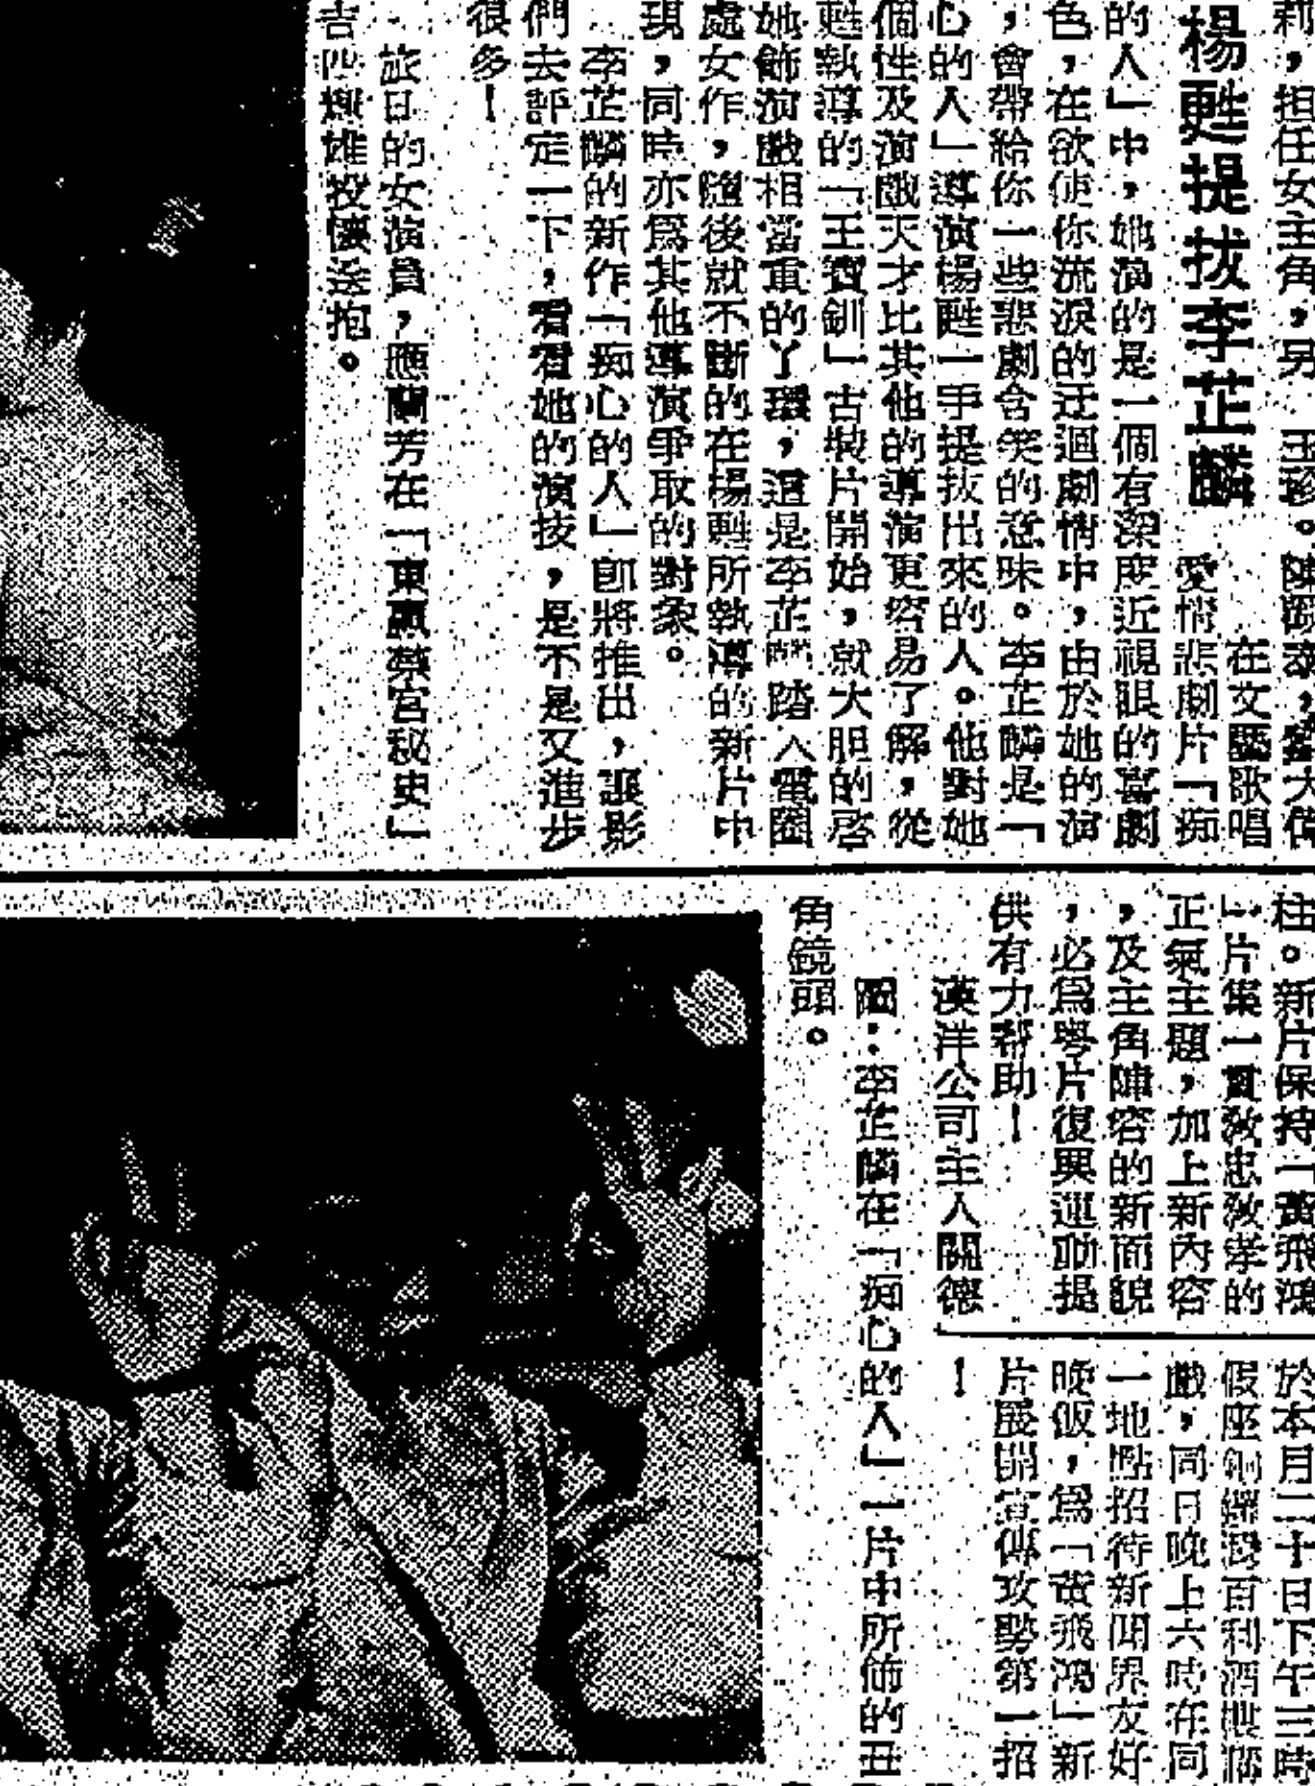 莉，担任女主角，另
王珍。
楊甦提拔李芷麟
在文藝歌唱
愛情悲劇片「痴
的人」中，她演的是一個有深度近視眼的喜劇
色，在欲使你流淚的迂迴劇情中，由於她的演
，會帶給你一些悲劇含笑的意味。李芷麟是「
心的人」導演楊甦一手提拔出來的人。他對她
個性及演戲天才比其他的導演更容易了解，從
甦執導的「王寶釧」古裝片開始，就大胆的啓
她飾演戲相當重的丫環，這是李芷麟踏入電圈
處女作，隨後就不斷的在楊甦所執導的新片中
現，同時亦爲其他導演爭取的對象。
李芷麟的新作「痴心的人」卽將推出，讓影
們去評定一下，看看她的演技，是不是又進步
很多！
旅日的女演員，應蘭芳在「東瀛禁宮秘史」
吉四輝雄投懷送抱。
柱。新片保持一黃飛鴻
」片集一貫敎忠敎孝的
正氣主題，加上新內容
，及主角陣容的新面貌
，必爲粵片復興運動提
供有力幫助！
漢洋公司主人關德
於本月二十日下午三時
假座銅鑼灣百利酒樓
戲，同日晚上六時在同
一地點招待新聞界友好
晚飯，爲「黃飛鴻」新
片展開宣傳攻勢第一招
！
圖：李芷麟在「痴心的人」一片中所飾的丑
角鏡頭。